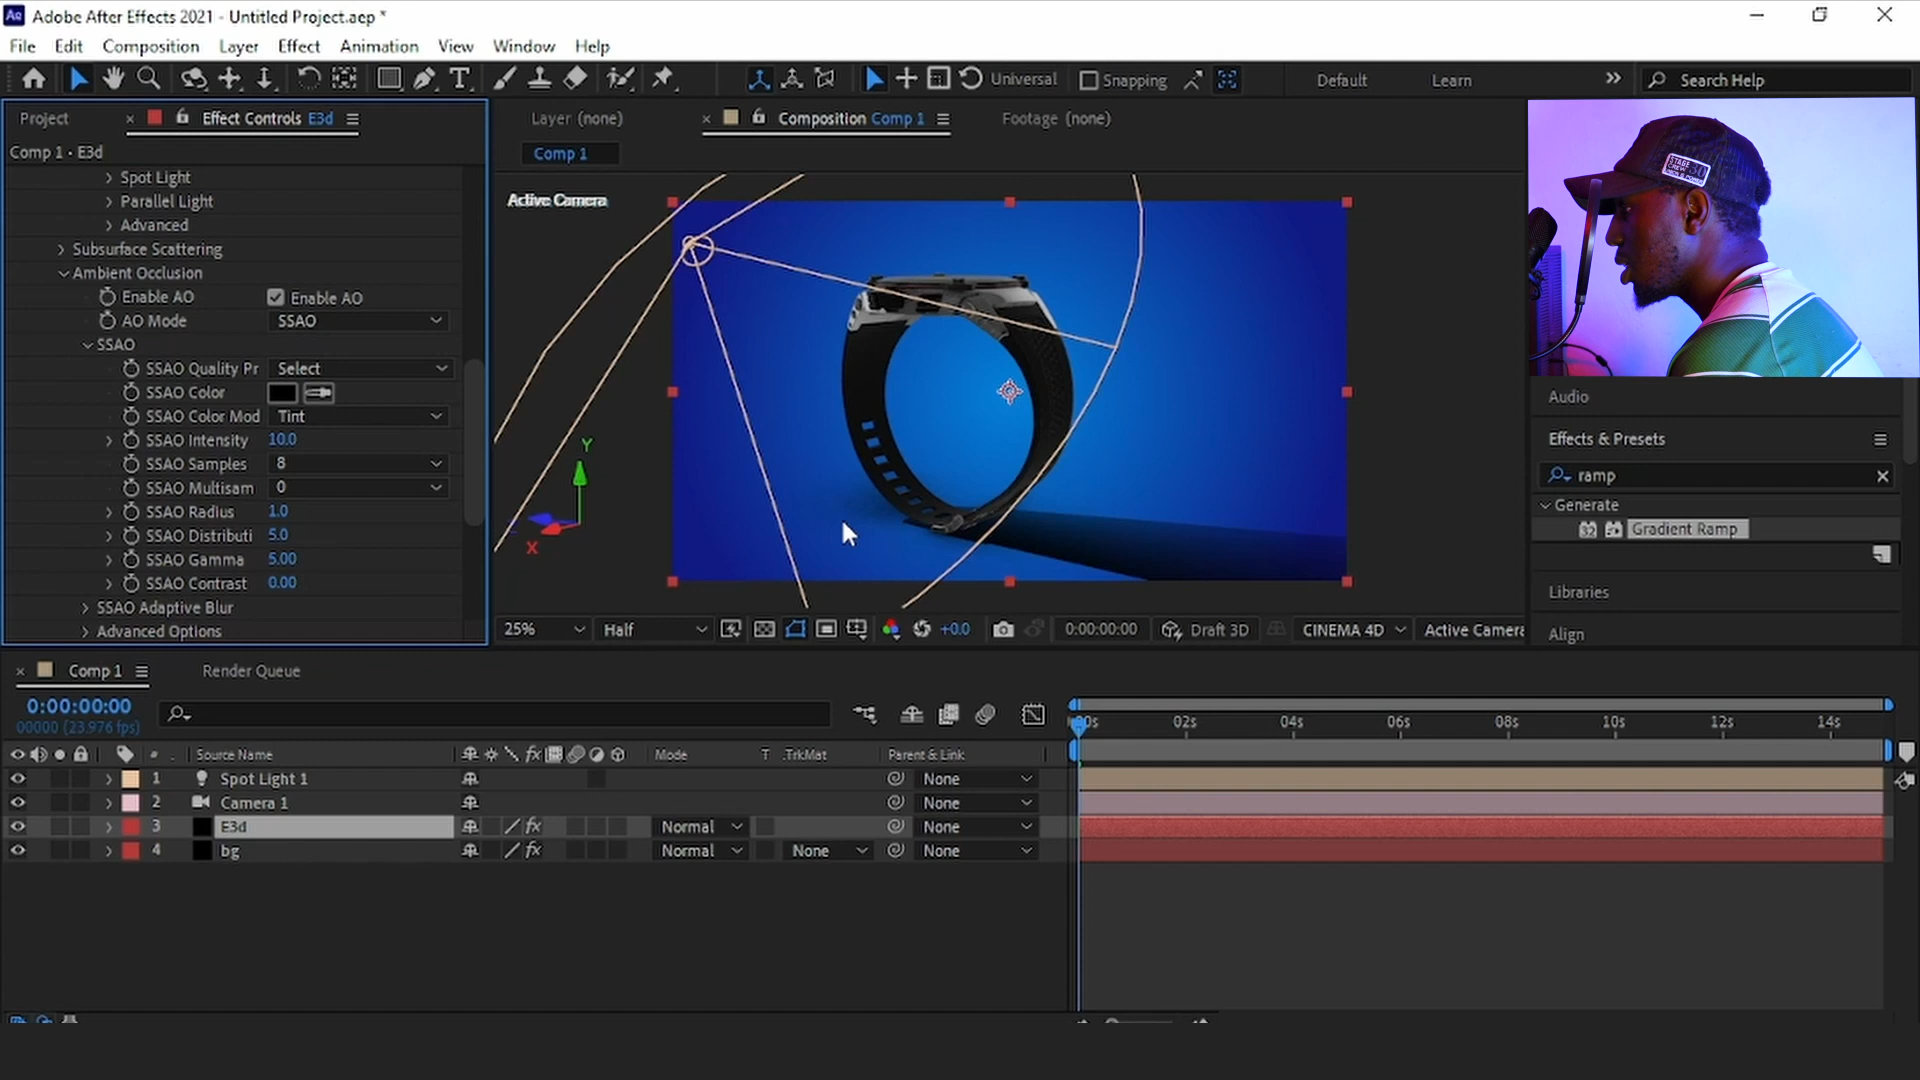 Adobe After Effects 2021 - Untitled Project.aep *
File Edit Composition Layer Effect Animation View Window Help
Universal Snapping Default Learn Search Help
Project Effect Controls E3d
Layer (none) Composition Comp 1 Footage (none)
Comp 1 · E3d
Comp 1
Spot Light
Parallel Light
Advanced
Subsurface Scattering
Ambient Occlusion
Enable AO Enable AO
AO Mode SSAO
SSAO
SSAO Quality Pr Select
SSAO Color
SSAO Color Mod Tint
SSAO Intensity 10.0
SSAO Samples 8
SSAO Multisam 0
SSAO Radius 1.0
SSAO Distributi 5.0
SSAO Gamma 5.00
SSAO Contrast 0.00
SSAO Adaptive Blur
Advanced Options
Active Camera
Y
X
25% Half +0.0 0:00:00:00 Draft 3D CINEMA 4D Active Camera
STAGE
CREW
Audio
Effects & Presets
ramp
Generate
32 Gradient Ramp
Libraries
Align
Comp 1 Render Queue
0:00:00:00
00000 (23.976 fps)
00s 02s 04s 06s 08s 10s 12s 14s
# Source Name fx Mode T .TrkMat Parent & Link
1 Spot Light 1 None
2 Camera 1 None
3 E3d fx Normal None
4 bg fx Normal None None